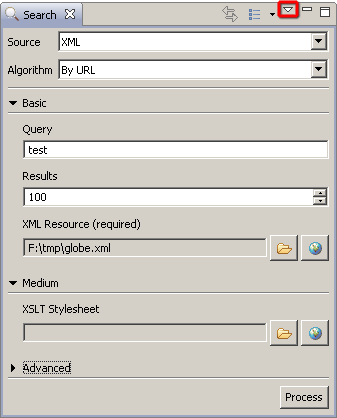 Search
Source XML
Algorithm By URL
Basic
Query
test
Results
100
XML Resource (required)
F:\tmp\globe.xml
Medium
XSLT Stylesheet
Advanced
Process